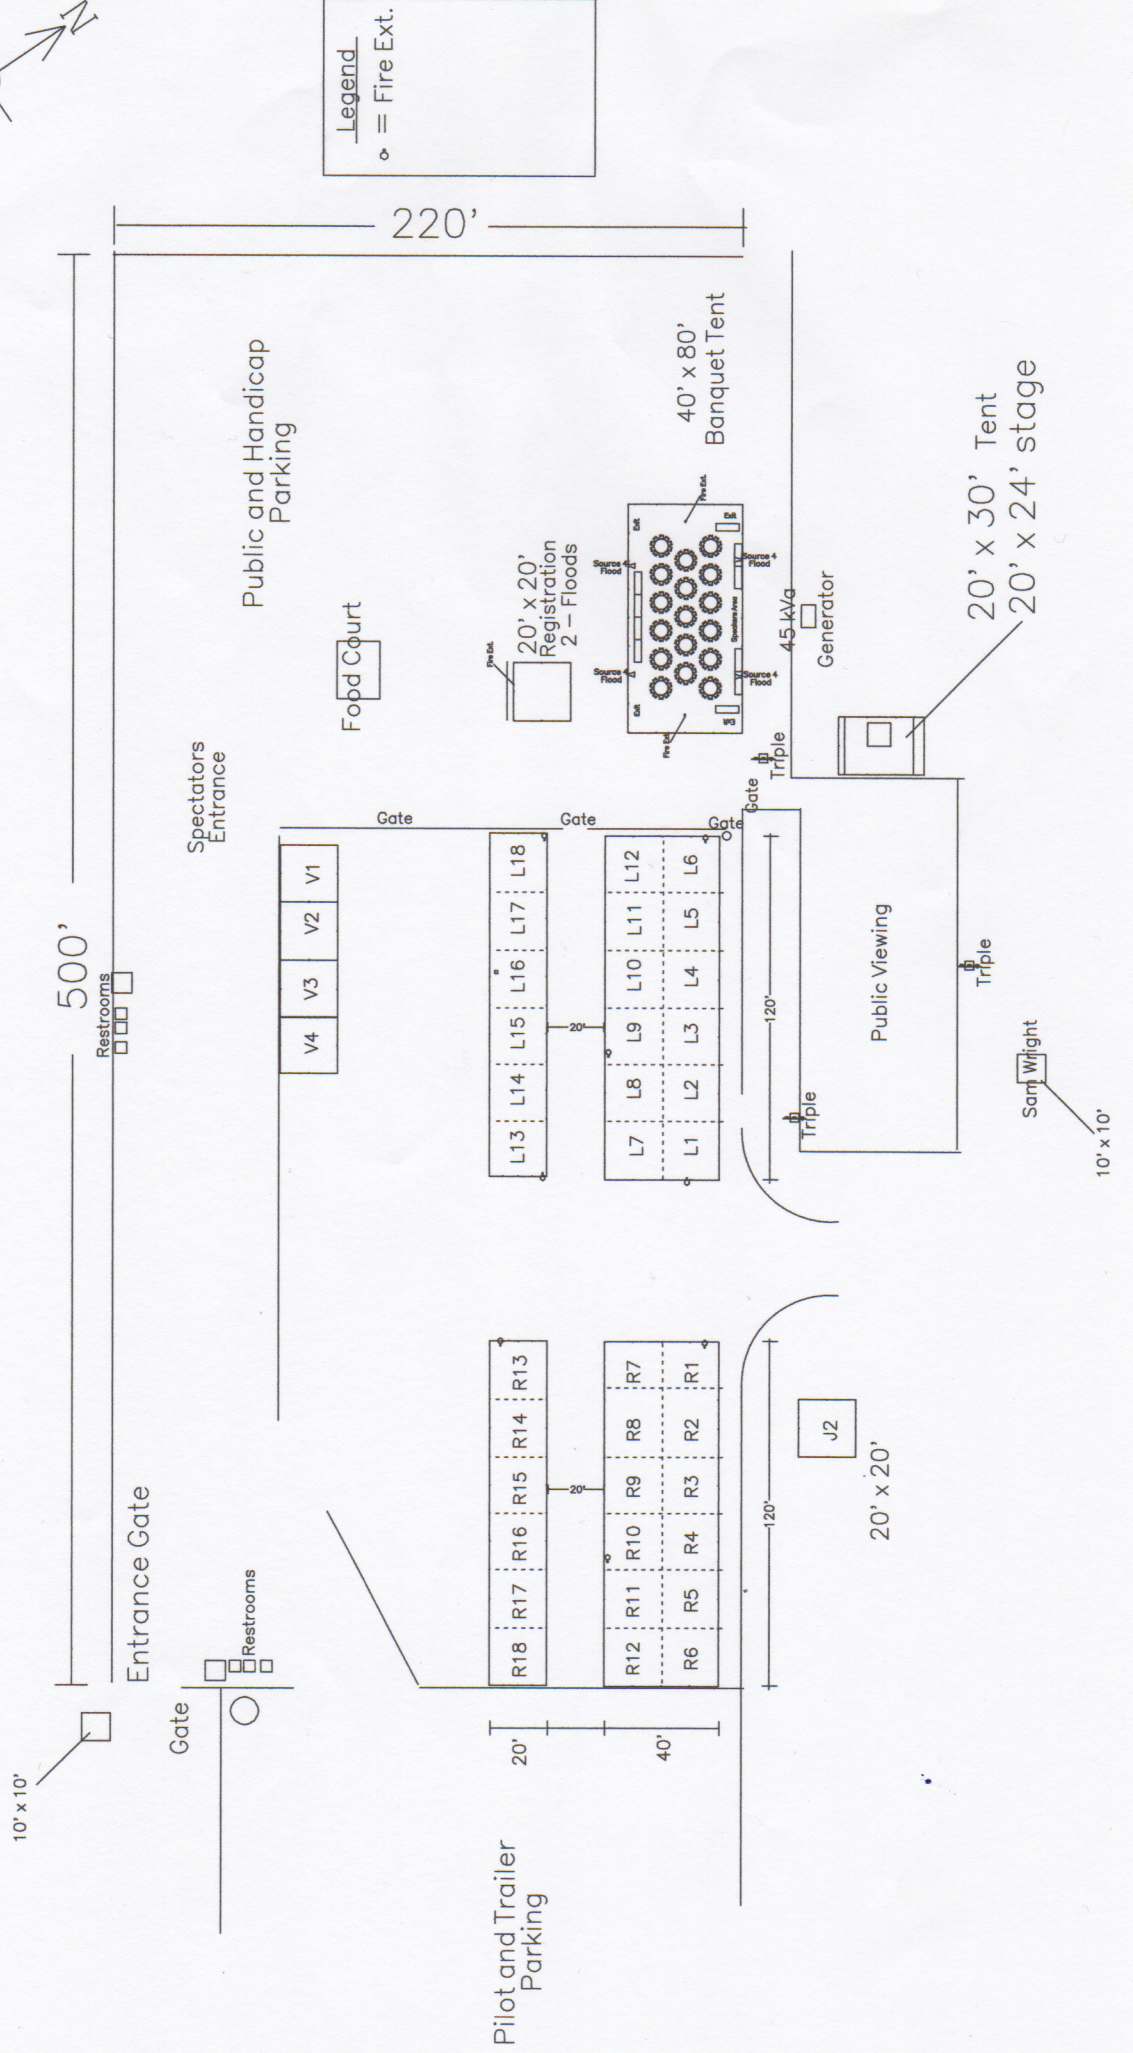 N
Legend
= Fire Ext.
220'
500'
Public and Handicap
Parking
40' x 80'
Banquet Tent
20' x 30' Tent
20' x 24' stage
Food Court
Fire Ext.
20' x 20'
Registration
2 – Floods
Source 4
Flood
Source 4
Flood
Exit
Exit
Fire Ext.
Exit
Exit
Fire Ext.
Speakers Area
Source 4
Flood
Source 4
Flood
45 kVa
Generator
Spectators
Entrance
Triple
Gate
Gate
Gate
Gate
Restrooms
V4
V3
V2
V1
L13
L14
L15
L16
L17
L18
20'
L7
L8
L9
L10
L11
L12
L1
L2
L3
L4
L5
L6
120'
Public Viewing
Triple
Triple
Sam Wright
10' x 10'
Entrance Gate
Restrooms
Gate
10' x 10'
R18
R17
R16
R15
R14
R13
20'
R12
R11
R10
R9
R8
R7
R6
R5
R4
R3
R2
R1
120'
J2
20' x 20'
20'
40'
Pilot and Trailer
Parking